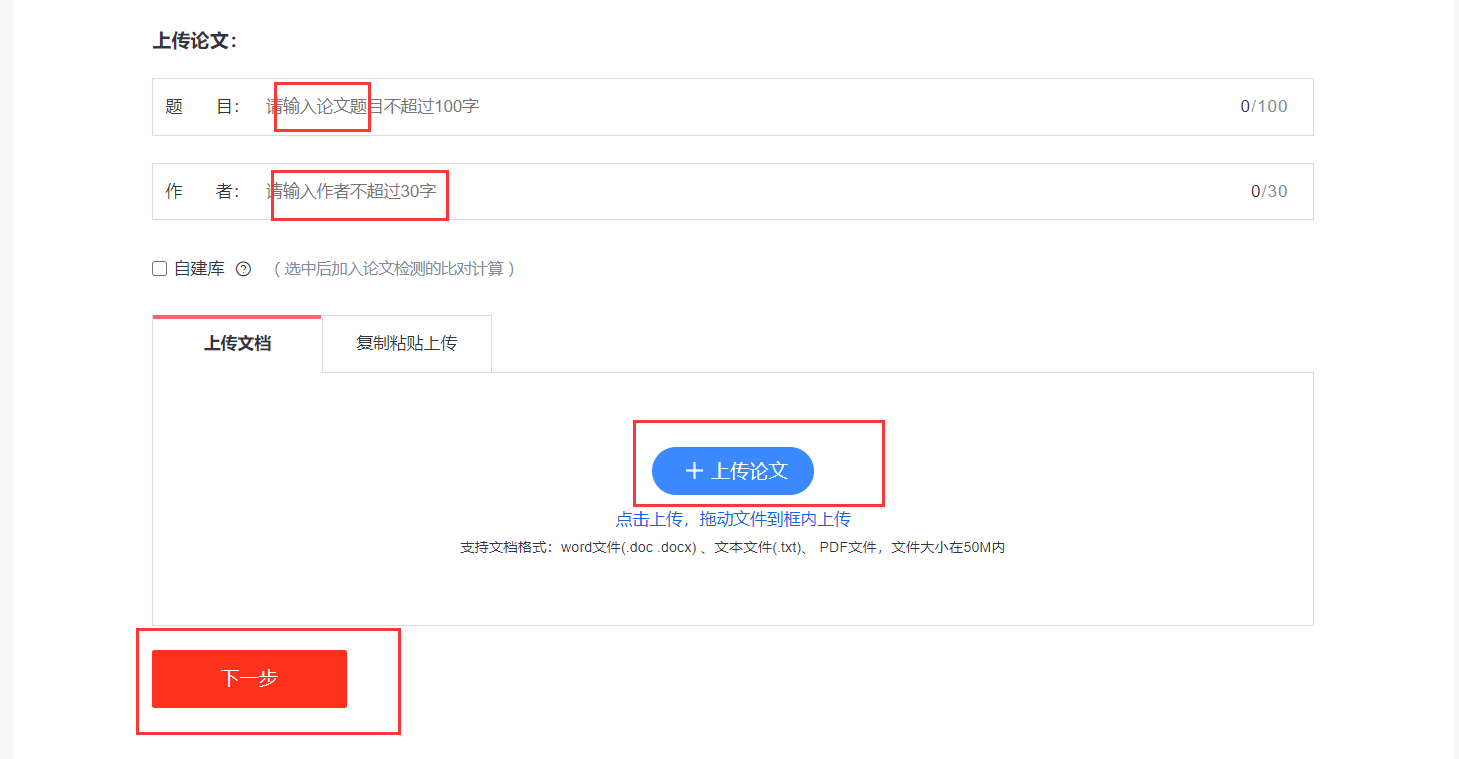 上传论文：
题 目： 请输入论文题目不超过100字 0/100
作 者： 请输入作者不超过30字 0/30
自建库 ? （ 选中后加入论文检测的比对计算 ）
上传文档 复制粘贴上传
+ 上传论文
点击上传，拖动文件到框内上传
支持文档格式：word文件(.doc .docx) 、文本文件(.txt)、 PDF文件，文件大小在50M内
下一步